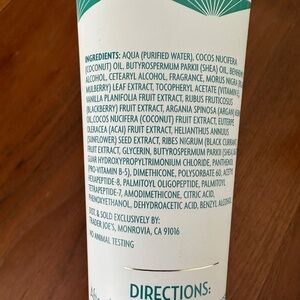 INGREDIENTS: AQUA (PURIFIED WATER), COCOS NUCIFERA
(COCONUT) OIL, BUTYROSPERMUM PARKII (SHEA) OIL, BEHENYL
ALCOHOL, CETEARYL ALCOHOL, FRAGRANCE, MORUS NIGRA (
MULBERRY) LEAF EXTRACT, TOCOPHERYL ACETATE (VITAMIN E)
VANILLA PLANIFOLIA FRUIT EXTRACT, RUBUS FRUTICOSUS
(BLACKBERRY) FRUIT EXTRACT, ARGANIA SPINOSA (ARGAN)
OIL, COCOS NUCIFERA (COCONUT) FRUIT EXTRACT, EUTERPE
OLERACEA (ACAI) FRUIT EXTRACT, HELIANTHUS ANNUUS
(SUNFLOWER) SEED EXTRACT, RIBES NIGRUM (BLACK CURRANT)
FRUIT EXTRACT, GLYCERIN, BUTYROSPERMUM PARKII (SHEA)
GUAR HYDROXYPROPYLTRIMONIUM CHLORIDE, PANTHENOL
(PRO-VITAMIN B-5), DIMETHICONE, POLYSORBATE 60, ACETYL
HEXAPEPTIDE-8, PALMITOYL OLIGOPEPTIDE, PALMITOYL
TETRAPEPTIDE-7, AMODIMETHICONE, CITRIC ACID,
PHENOXYETHANOL, DEHYDROACETIC ACID, BENZYL ALCOHOL
DIST. & SOLD EXCLUSIVELY BY:
TRADER JOE'S, MONROVIA, CA 91016
NO ANIMAL TESTING
DIRECTIONS: